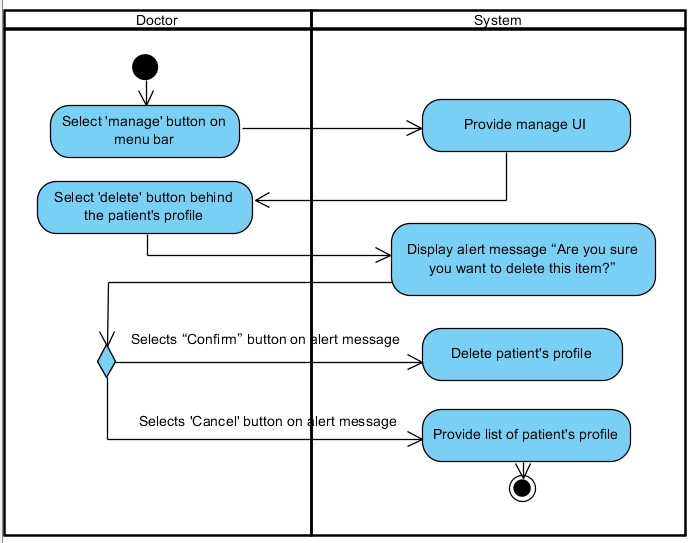 Doctor
System
Select 'manage' button on
menu bar
Provide manage UI
Select 'delete' button behind
the patient's profile
Display alert message “Are you sure
you want to delete this item?”
Selects “Confirm” button on alert message
Delete patient's profile
Selects 'Cancel' button on alert message
Provide list of patient's profile